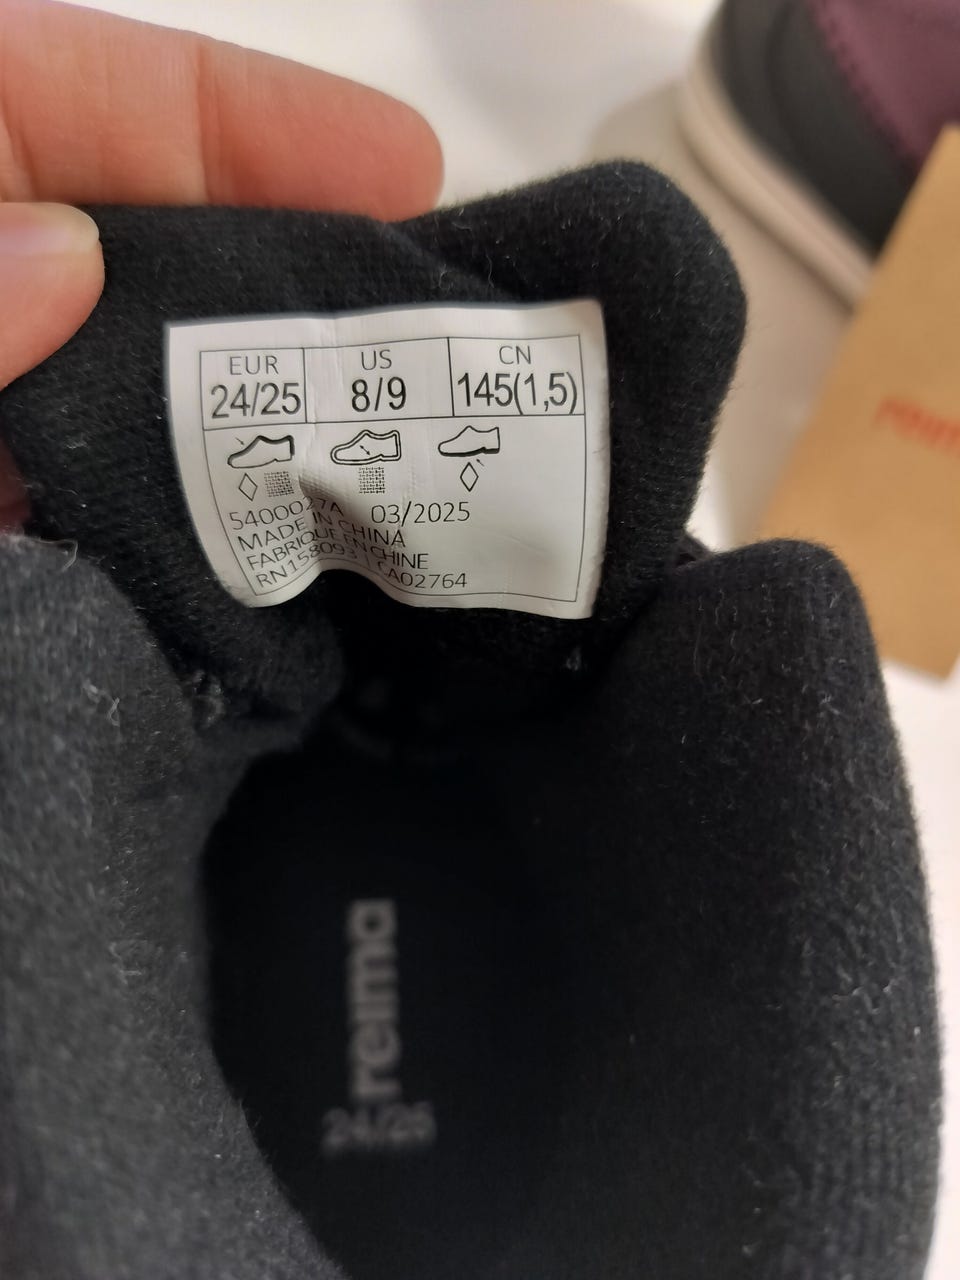 EUR US CN
24/25 8/9 145(1,5)
5400027A 03/2025
MADE IN CHINA
FABRIQUE EN CHINE
RN158093 | CA02764
reima
24/25